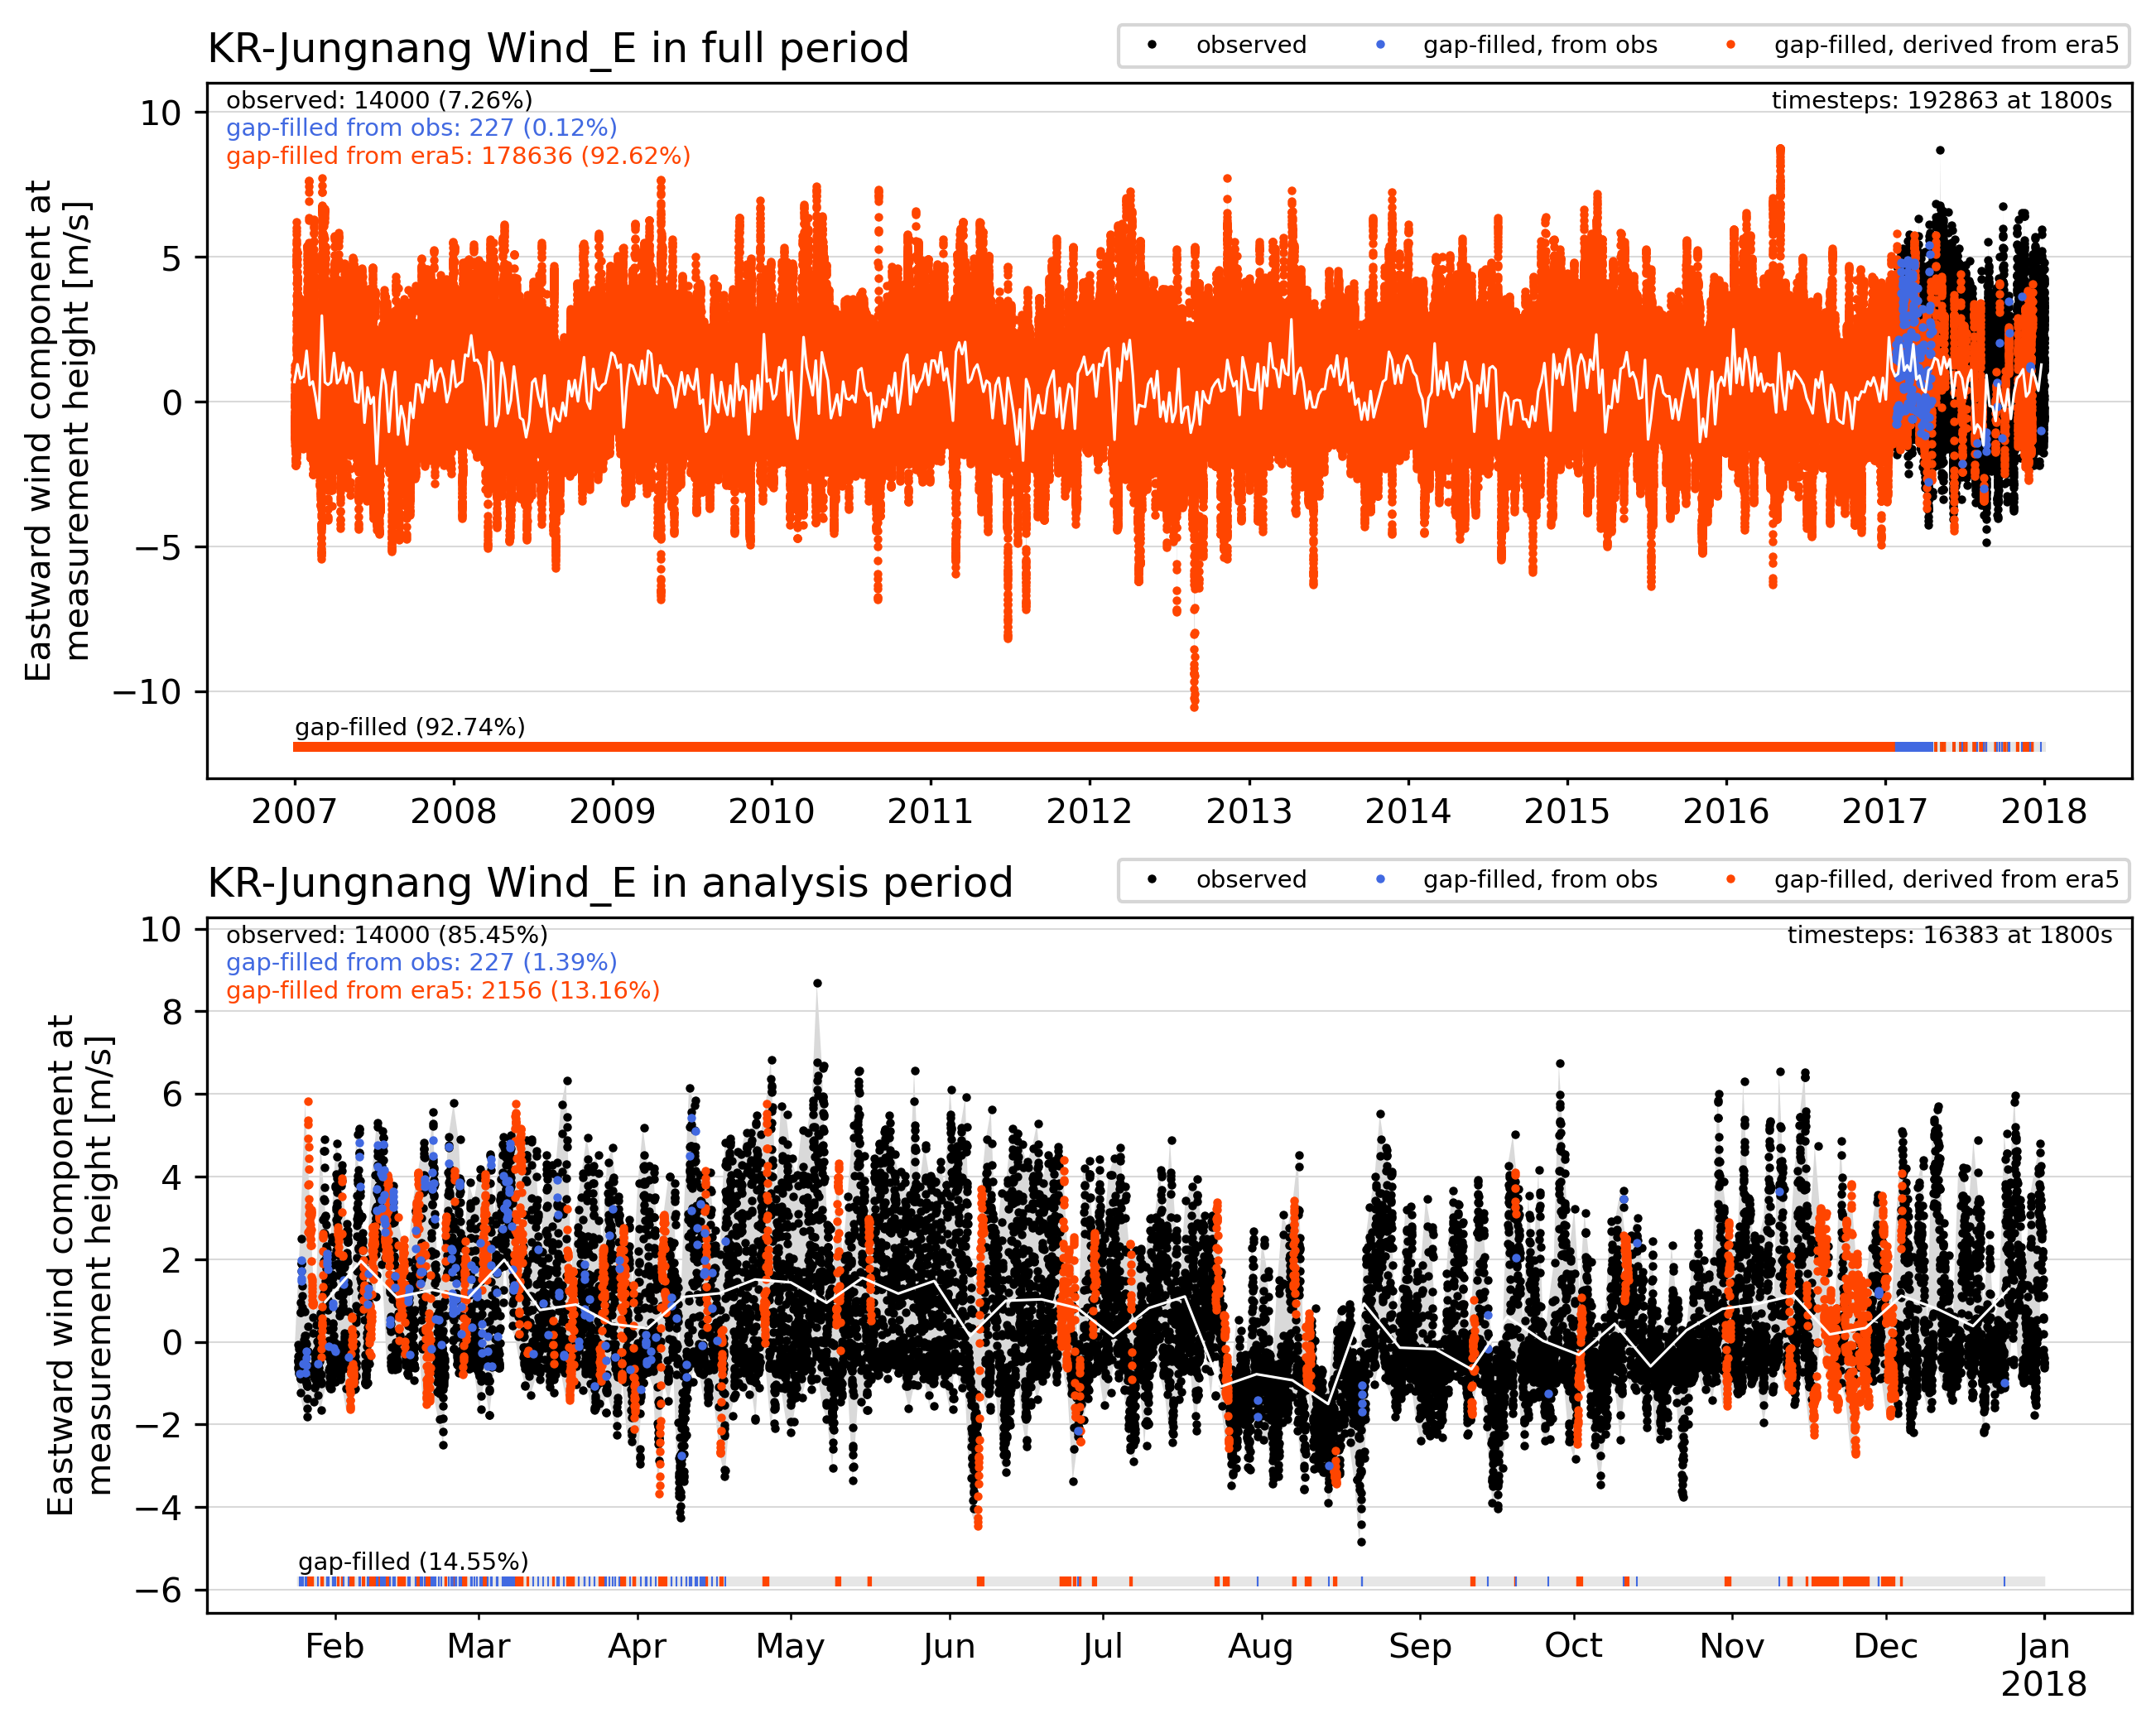 KR-Jungnang Wind_E in full period
observed
gap-filled, from obs
gap-filled, derived from era5
observed: 14000 (7.26%)
gap-filled from obs: 227 (0.12%)
gap-filled from era5: 178636 (92.62%)
timesteps: 192863 at 1800s
Eastward wind component at
measurement height [m/s]
10
5
0
−5
−10
gap-filled (92.74%)
2007 2008 2009 2010 2011 2012 2013 2014 2015 2016 2017 2018
KR-Jungnang Wind_E in analysis period
observed
gap-filled, from obs
gap-filled, derived from era5
observed: 14000 (85.45%)
gap-filled from obs: 227 (1.39%)
gap-filled from era5: 2156 (13.16%)
timesteps: 16383 at 1800s
Eastward wind component at
measurement height [m/s]
10
8
6
4
2
0
−2
−4
−6
gap-filled (14.55%)
Feb Mar Apr May Jun Jul Aug Sep Oct Nov Dec Jan
2018